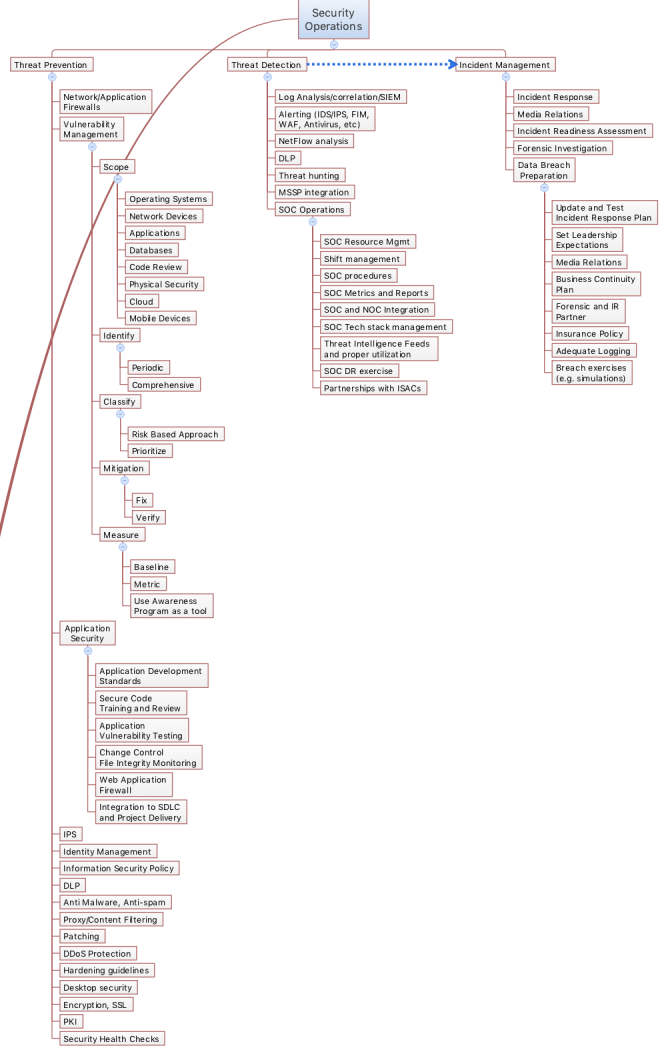 Security
Operations
Threat Prevention
Network/Application
Firewalls
Vulnerability
Management
Scope
Operating Systems
Network Devices
Applications
Databases
Code Review
Physical Security
Cloud
Mobile Devices
Identify
Periodic
Comprehensive
Classify
Risk Based Approach
Prioritize
Mitigation
Fix
Verify
Measure
Baseline
Metric
Use Awareness
Program as a tool
Application
Security
Application Development
Standards
Secure Code
Training and Review
Application
Vulnerability Testing
Change Control
File Integrity Monitoring
Web Application
Firewall
Integration to SDLC
and Project Delivery
IPS
Identity Management
Information Security Policy
DLP
Anti Malware, Anti-spam
Proxy/Content Filtering
Patching
DDoS Protection
Hardening guidelines
Desktop security
Encryption, SSL
PKI
Security Health Checks
Threat Detection
Log Analysis/correlation/SIEM
Alerting (IDS/IPS, FIM,
WAF, Antivirus, etc)
NetFlow analysis
DLP
Threat hunting
MSSP integration
SOC Operations
SOC Resource Mgmt
Shift management
SOC procedures
SOC Metrics and Reports
SOC and NOC Integration
SOC Tech stack management
Threat Intelligence Feeds
and proper utilization
SOC DR exercise
Partnerships with ISACs
Incident Management
Incident Response
Media Relations
Incident Readiness Assessment
Forensic Investigation
Data Breach
Preparation
Update and Test
Incident Response Plan
Set Leadership
Expectations
Media Relations
Business Continuity
Plan
Forensic and IR
Partner
Insurance Policy
Adequate Logging
Breach exercises
(e.g. simulations)